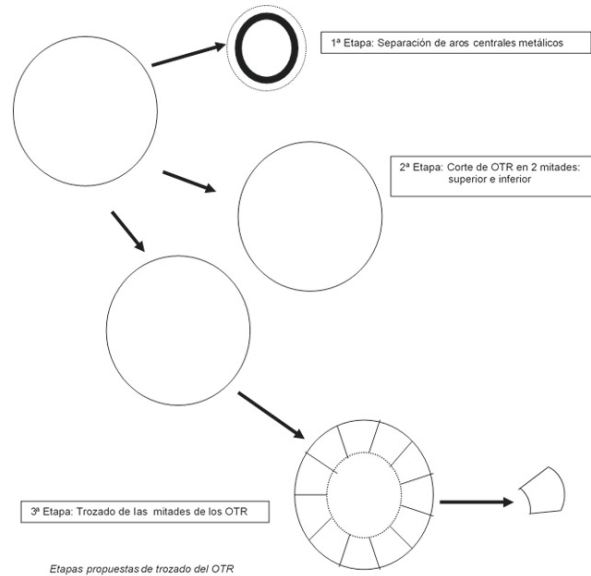 1ª Etapa: Separación de aros centrales metálicos
2ª Etapa: Corte de OTR en 2 mitades:
superior e inferior
3ª Etapa: Trozado de las mitades de los OTR
Etapas propuestas de trozado del OTR